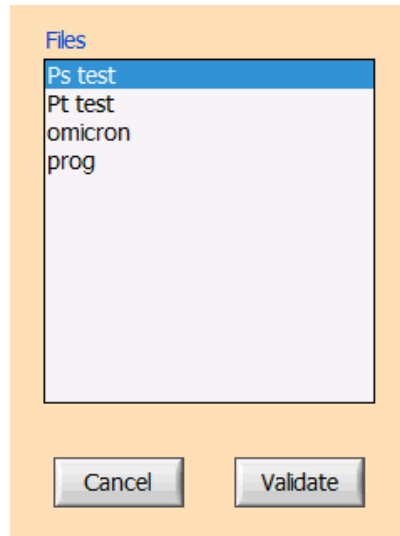 Files
Ps test
Pt test
omicron
prog
Cancel
Validate